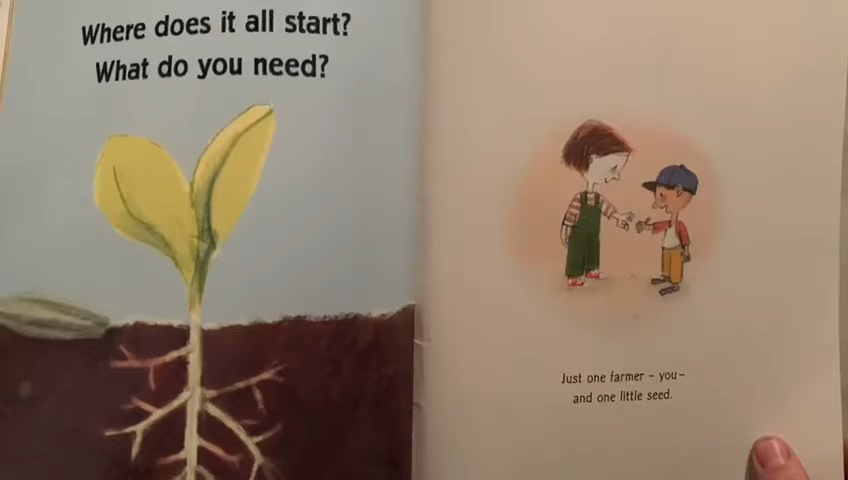 Where does it all start?
What do you need?
Just one farmer – you –
and one little seed.